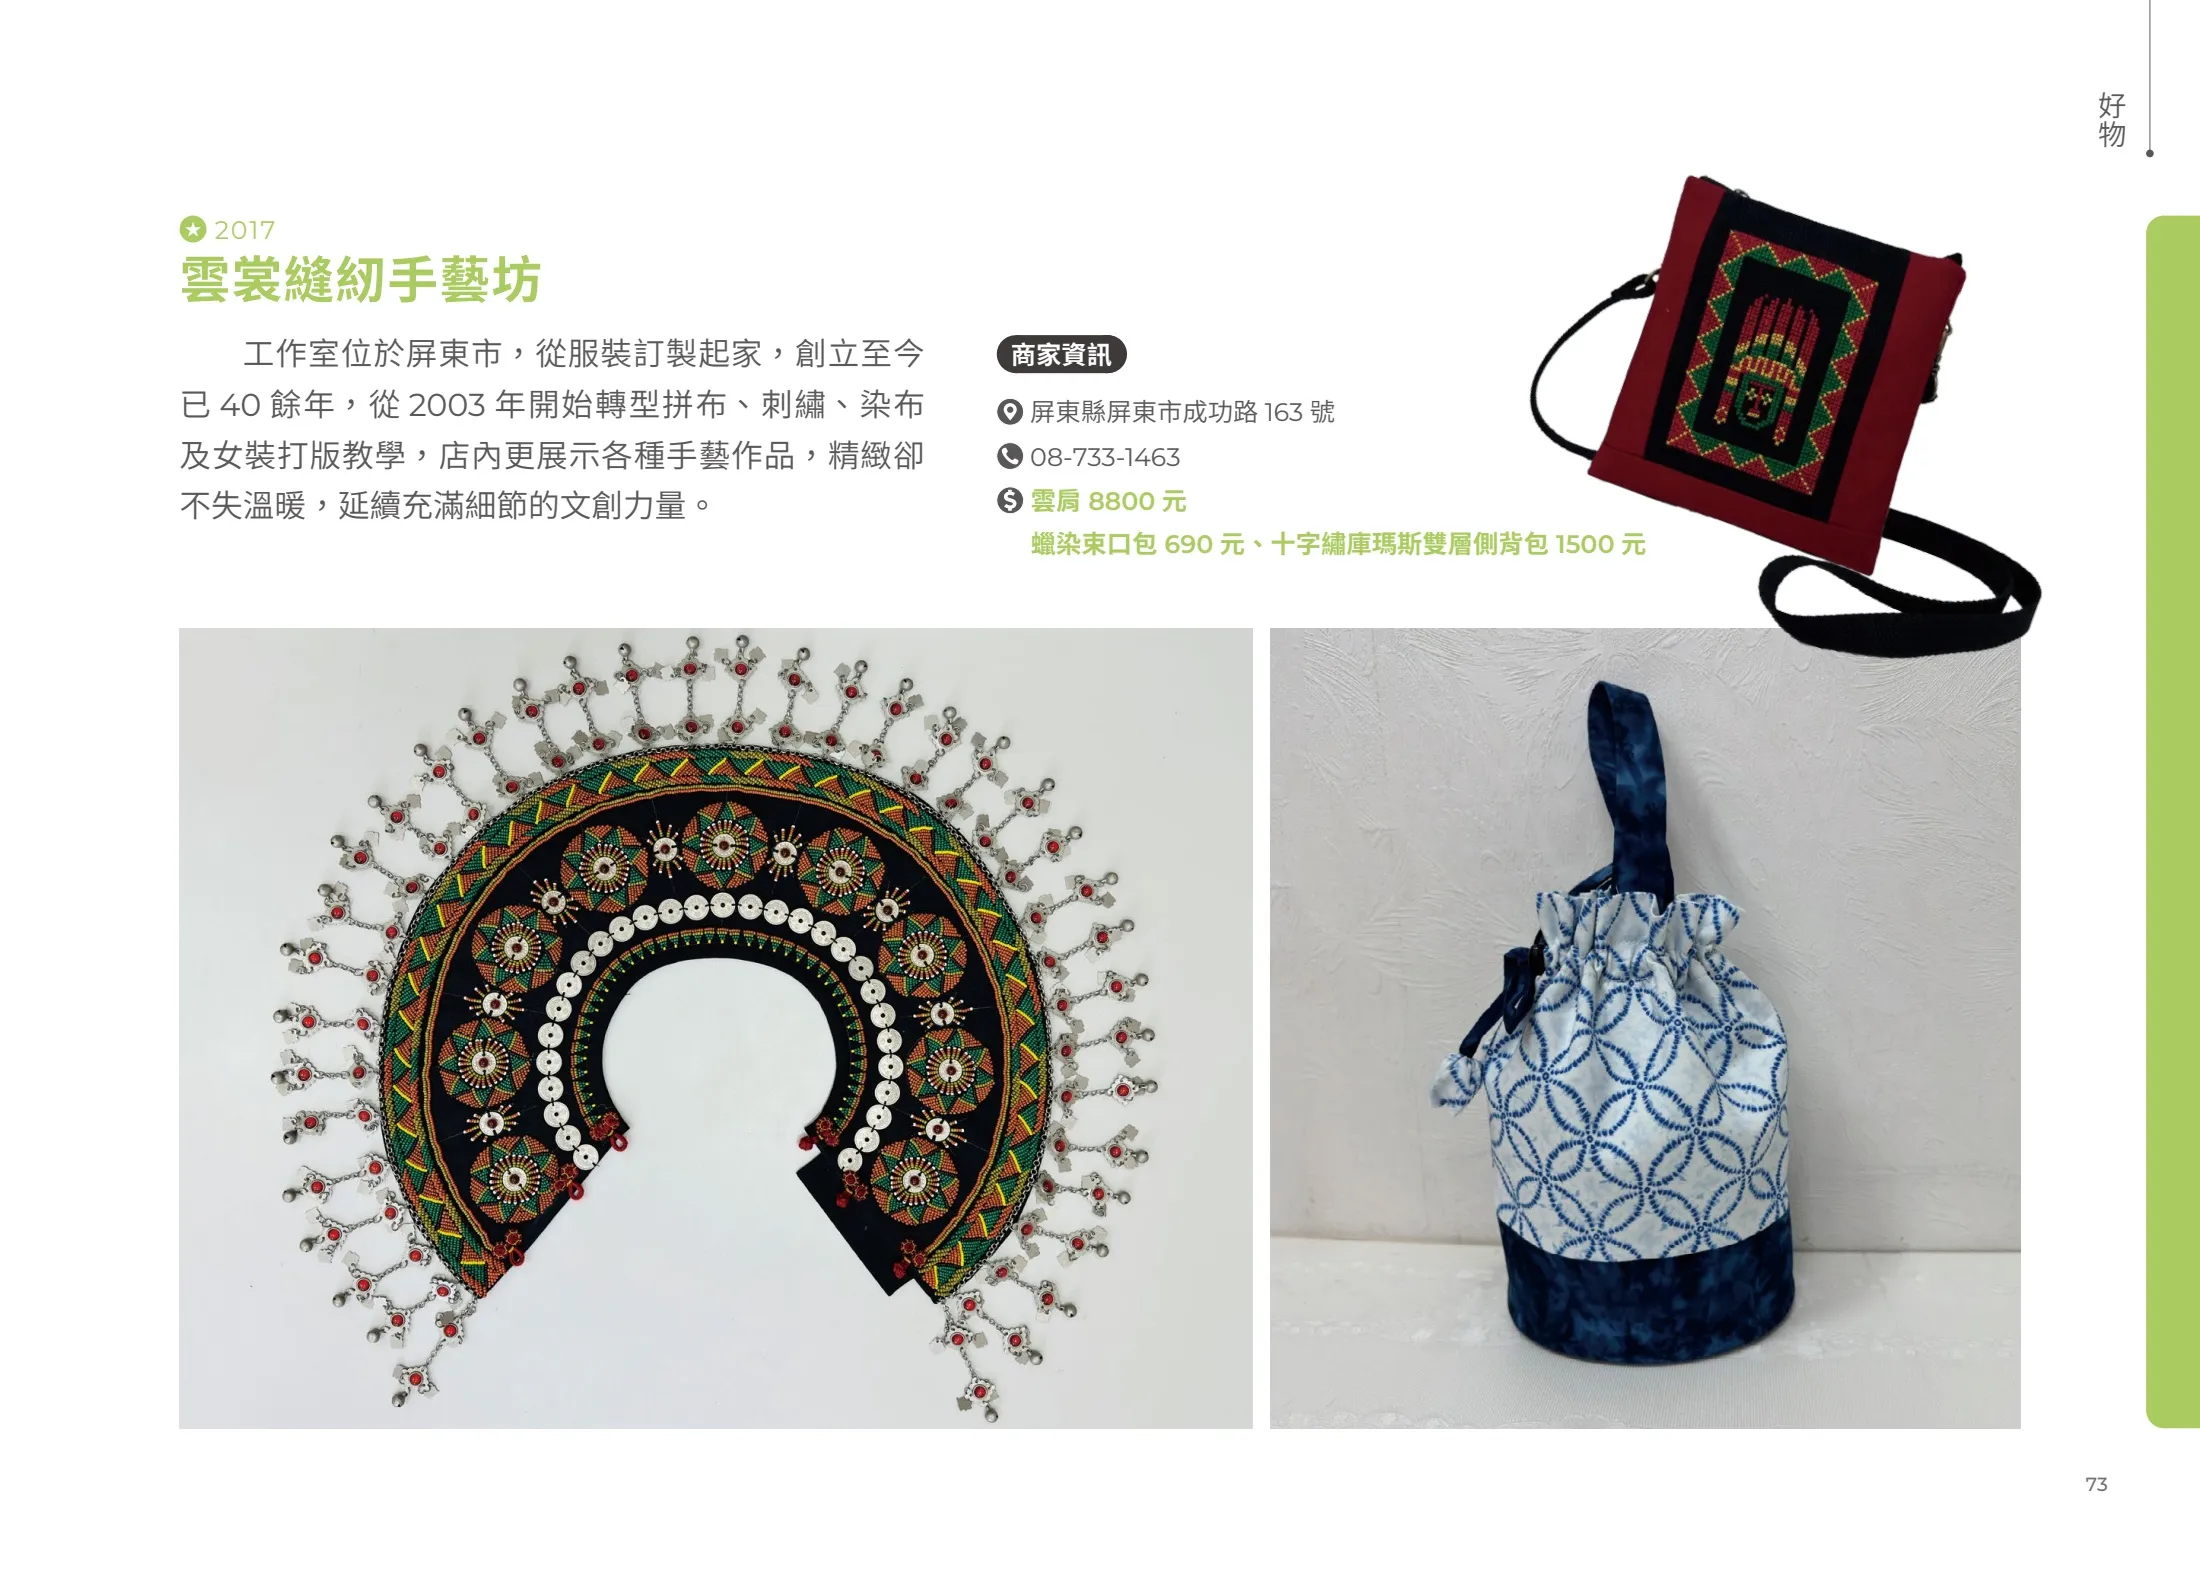 好物
2017
雲裳縫紉手藝坊
工作室位於屏東市，從服裝訂製起家，創立至今
已 40 餘年，從 2003 年開始轉型拼布、刺繡、染布
及女裝打版教學，店內更展示各種手藝作品，精緻卻
不失溫暖，延續充滿細節的文創力量。
商家資訊
屏東縣屏東市成功路 163 號
08-733-1463
雲肩 8800 元
蠟染束口包 690 元、十字繡庫瑪斯雙層側背包 1500 元
73